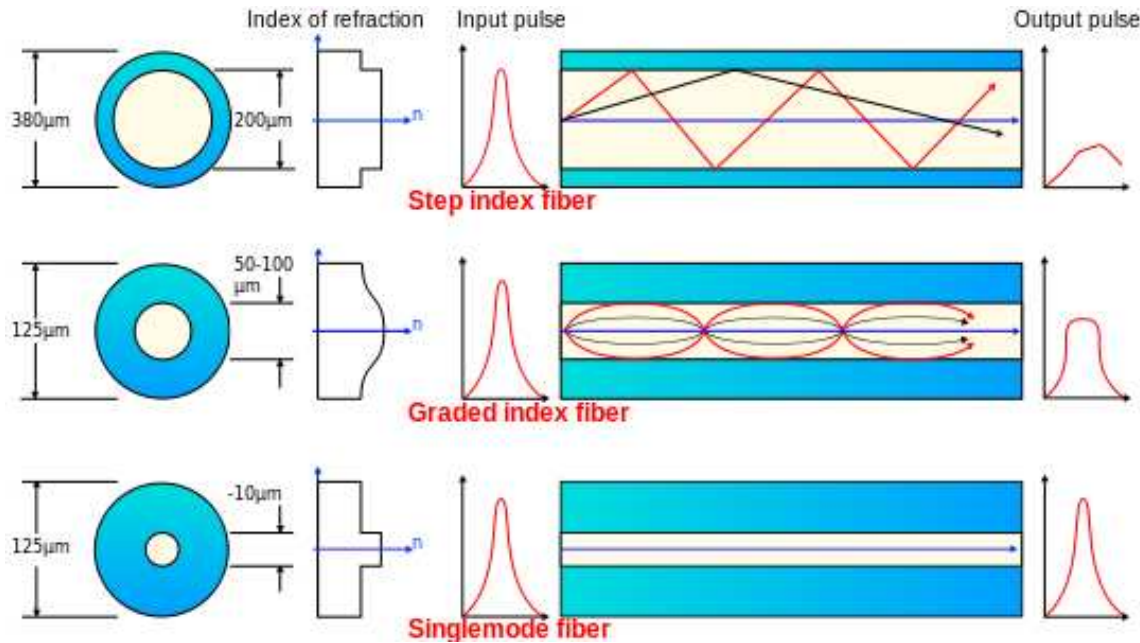 Index of refraction Input pulse Output pulse
380µm
200µm
n
Step index fiber
50-100
µm
125µm
n
Graded index fiber
-10µm
125µm
n
Singlemode fiber